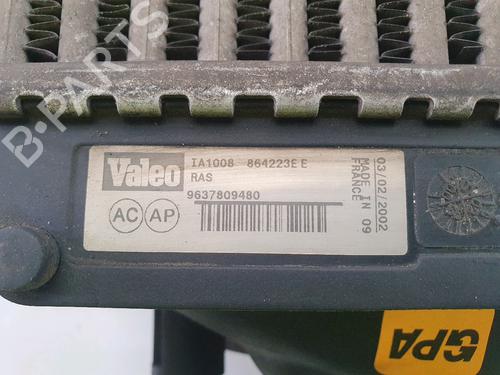 B-PARTS
Valeo
IA1008 864223E E
RAS
9637809480
AC AP
03/02/2002
MADE IN 09
FRANCE
GPA